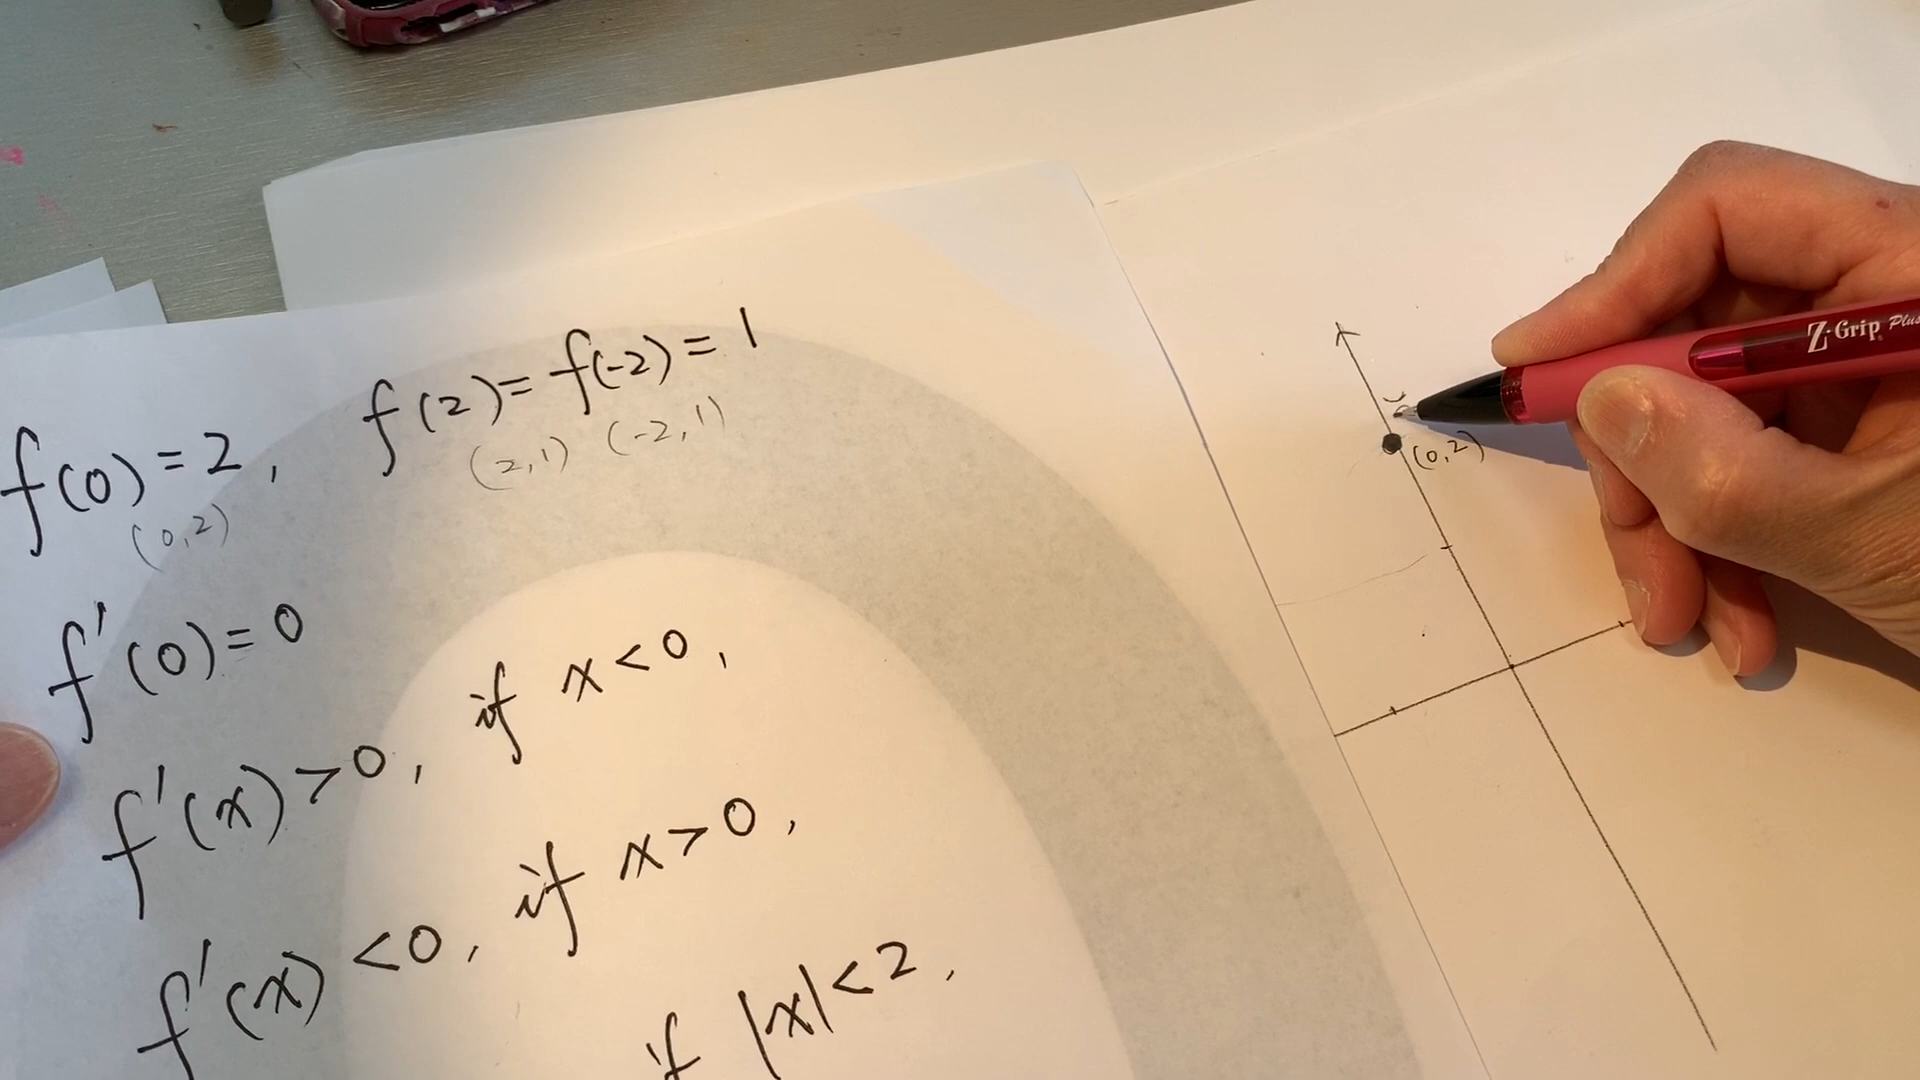 f(0) = 2, f(2) = f(-2) = 1
(0,2) (2,1) (-2,1)
f'(0) = 0
f'(x) > 0, if x < 0,
f'(x) < 0, if x > 0,
if |x| < 2,
(0,2)
Z-Grip Plus